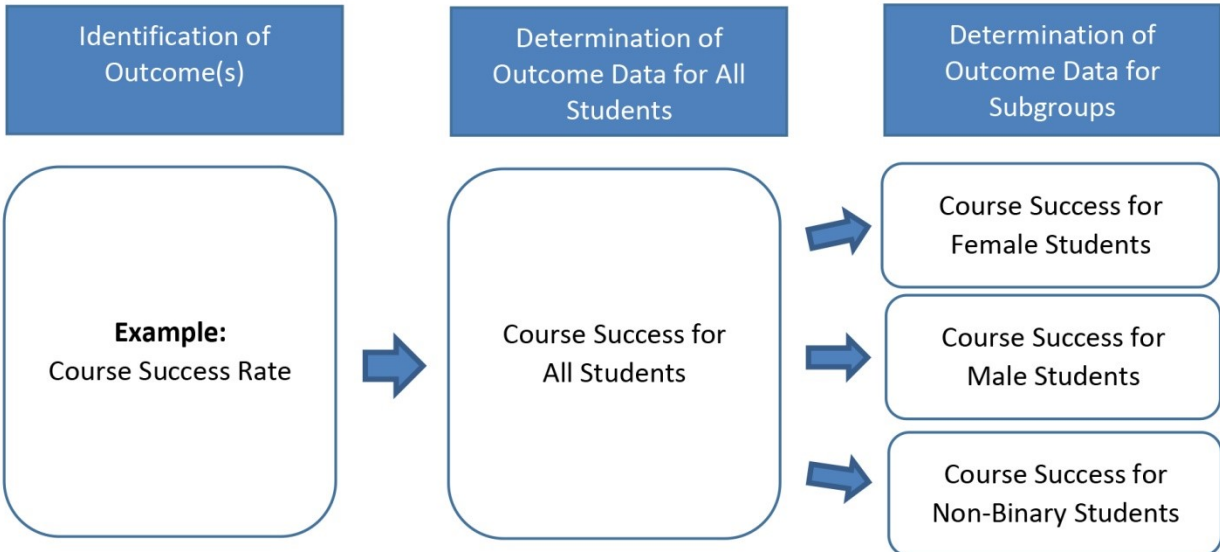 Identification of
Outcome(s)
Determination of
Outcome Data for All
Students
Determination of
Outcome Data for
Subgroups
Example:
Course Success Rate
Course Success for
All Students
Course Success for
Female Students
Course Success for
Male Students
Course Success for
Non-Binary Students